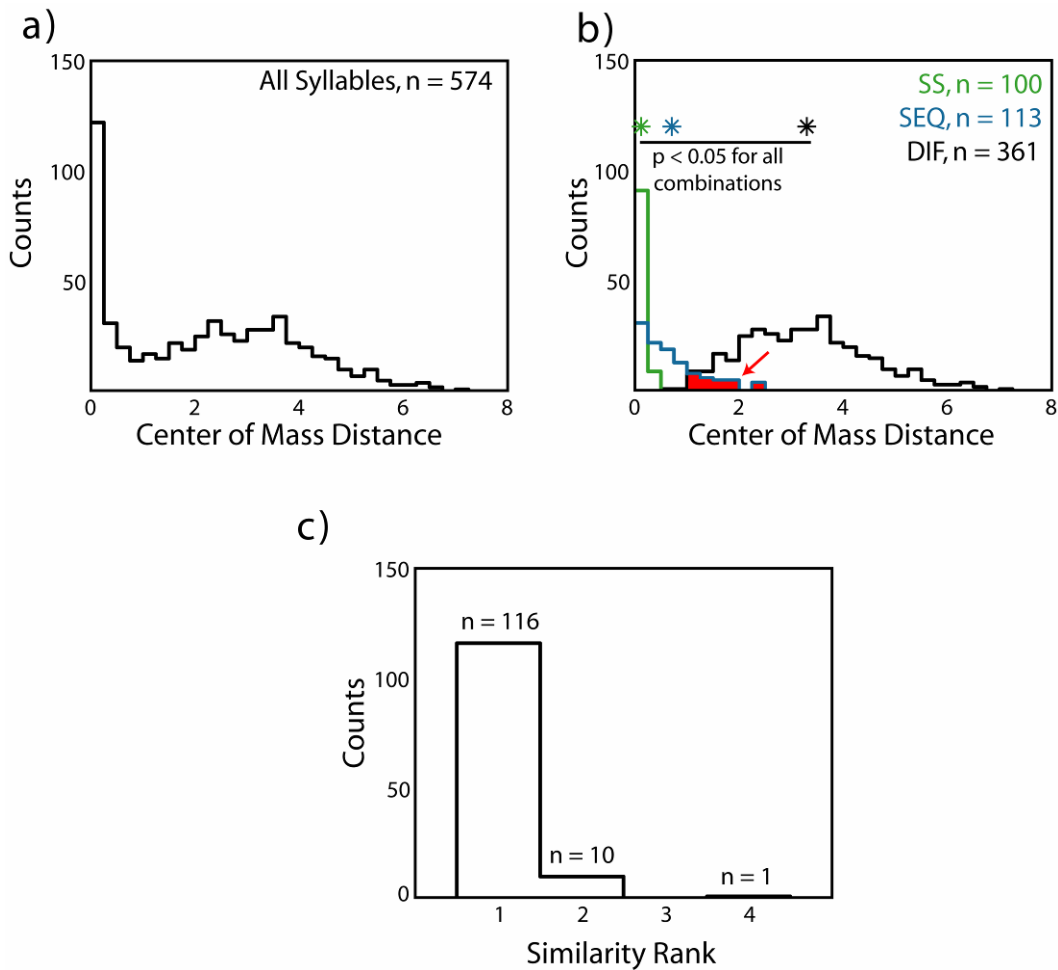 a)
150
All Syllables, n = 574
100
Counts
50
0 2 4 6 8
Center of Mass Distance
b)
150
SS, n = 100
SEQ, n = 113
DIF, n = 361
p < 0.05 for all
combinations
100
Counts
50
0 2 4 6 8
Center of Mass Distance
c)
150
n = 116
100
Counts
50
n = 10
n = 1
0
1 2 3 4
Similarity Rank